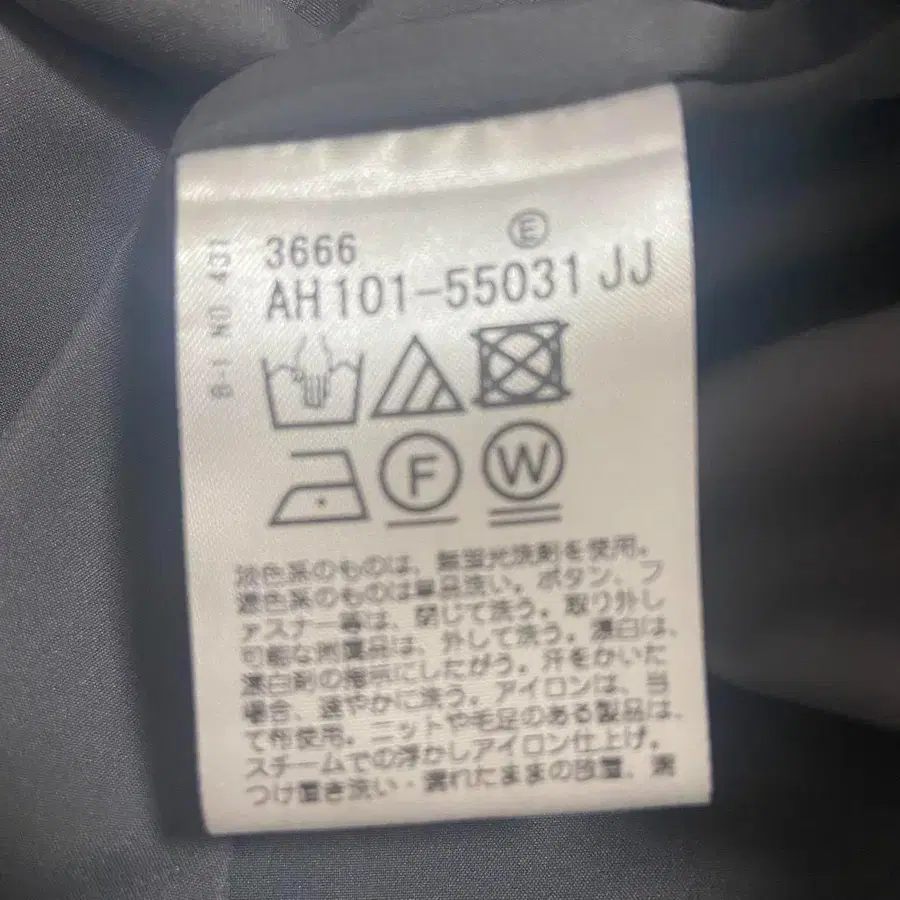 3666 Ⓔ
AH101-55031 JJ
F W
淡色系のものは、無蛍光洗剤を使用。
濃色系のものは単品洗い。ボタン、フ
ァスナー等は、閉じて洗う。取り外し
可能な附属品は、外して洗う。漂白は、
漂白剤の指示にしたがう。汗をかいた
場合、速やかに洗う。アイロンは、当
て布使用。ニットや毛足のある製品は、
スチームでの浮かしアイロン仕上げ。
つけ置き洗い・濡れたままの放置、